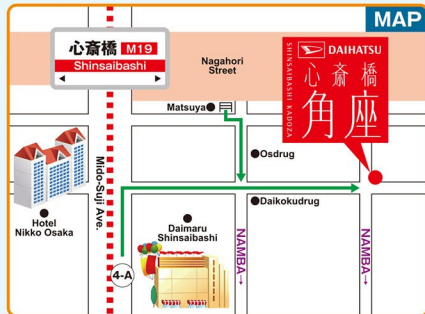 MAP
心斎橋 M19
Shinsaibashi
Nagahori
Street
DAIHATSU
SHINSAIBASHI KADOZA
心斎橋
角座
Matsuya
Osdrug
Mido-Suji Ave.
Hotel
Nikko Osaka
Daimaru
Shinsaibashi
Daikokudrug
4-A
NAMBA→
NAMBA→